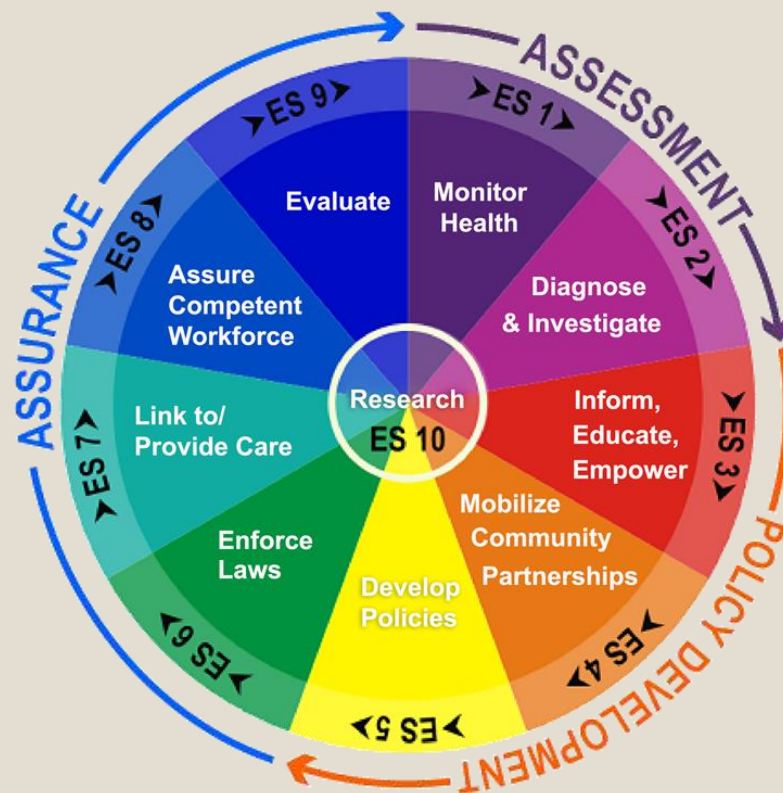 ASSESSMENT
ES 1
Monitor
Health
ES 2
Diagnose
& Investigate
POLICY DEVELOPMENT
ES 3
Inform,
Educate,
Empower
ES 4
Mobilize
Community
Partnerships
ES 5
Develop
Policies
ASSURANCE
ES 6
Enforce
Laws
ES 7
Link to/
Provide Care
ES 8
Assure
Competent
Workforce
ES 9
Evaluate
Research
ES 10